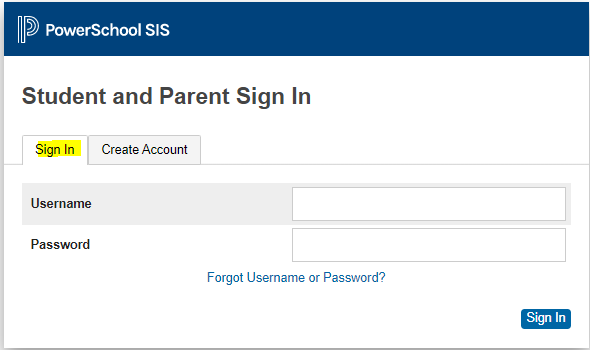 PowerSchool SIS
Student and Parent Sign In
Sign In
Create Account
Username
Password
Forgot Username or Password?
Sign In